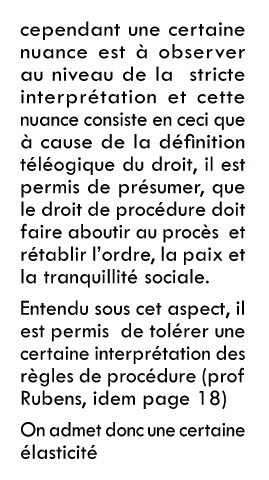 cependant une certaine
nuance est à observer
au niveau de la stricte
interprétation et cette
nuance consiste en ceci que
à cause de la définition
téléogique du droit, il est
permis de présumer, que
le droit de procédure doit
faire aboutir au procès et
rétablir l'ordre, la paix et
la tranquillité sociale.
Entendu sous cet aspect, il
est permis de tolérer une
certaine interprétation des
règles de procédure (prof
Rubens, idem page 18)
On admet donc une certaine
élasticité